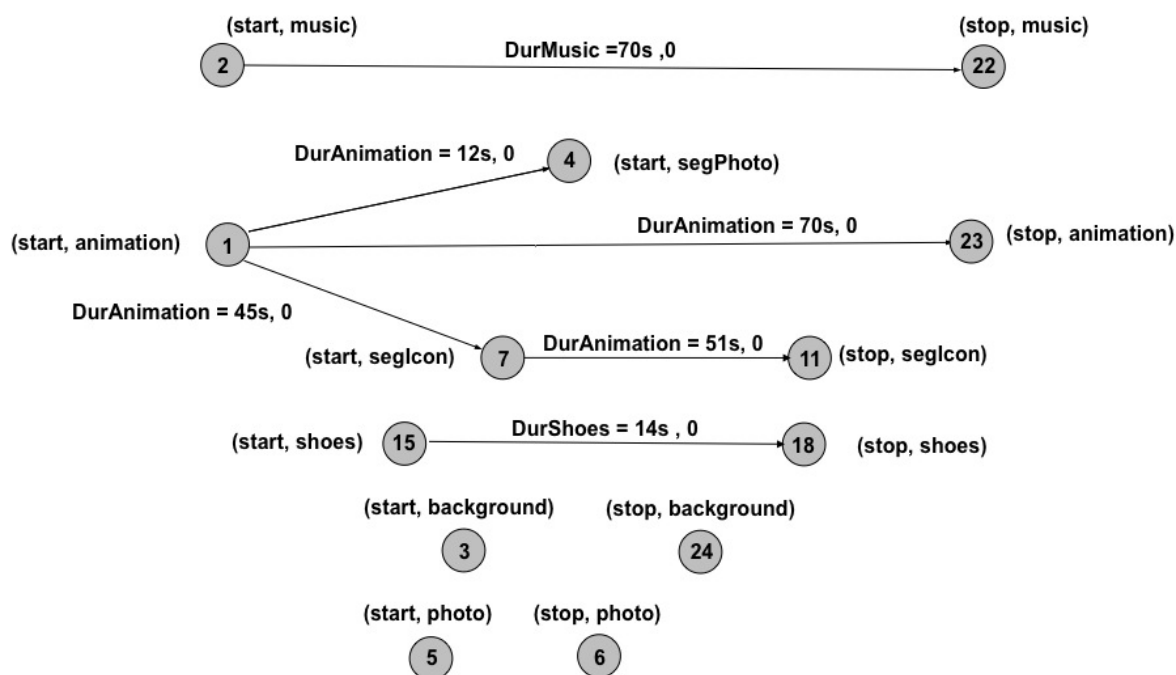 (start, music)
(stop, music)
DurMusic =70s ,0
2
22
DurAnimation = 12s, 0
4
(start, segPhoto)
DurAnimation = 70s, 0
(start, animation)
1
23
(stop, animation)
DurAnimation = 45s, 0
DurAnimation = 51s, 0
(start, segIcon)
7
11
(stop, segIcon)
DurShoes = 14s , 0
(start, shoes)
15
18
(stop, shoes)
(start, background)
(stop, background)
3
24
(start, photo)
(stop, photo)
5
6